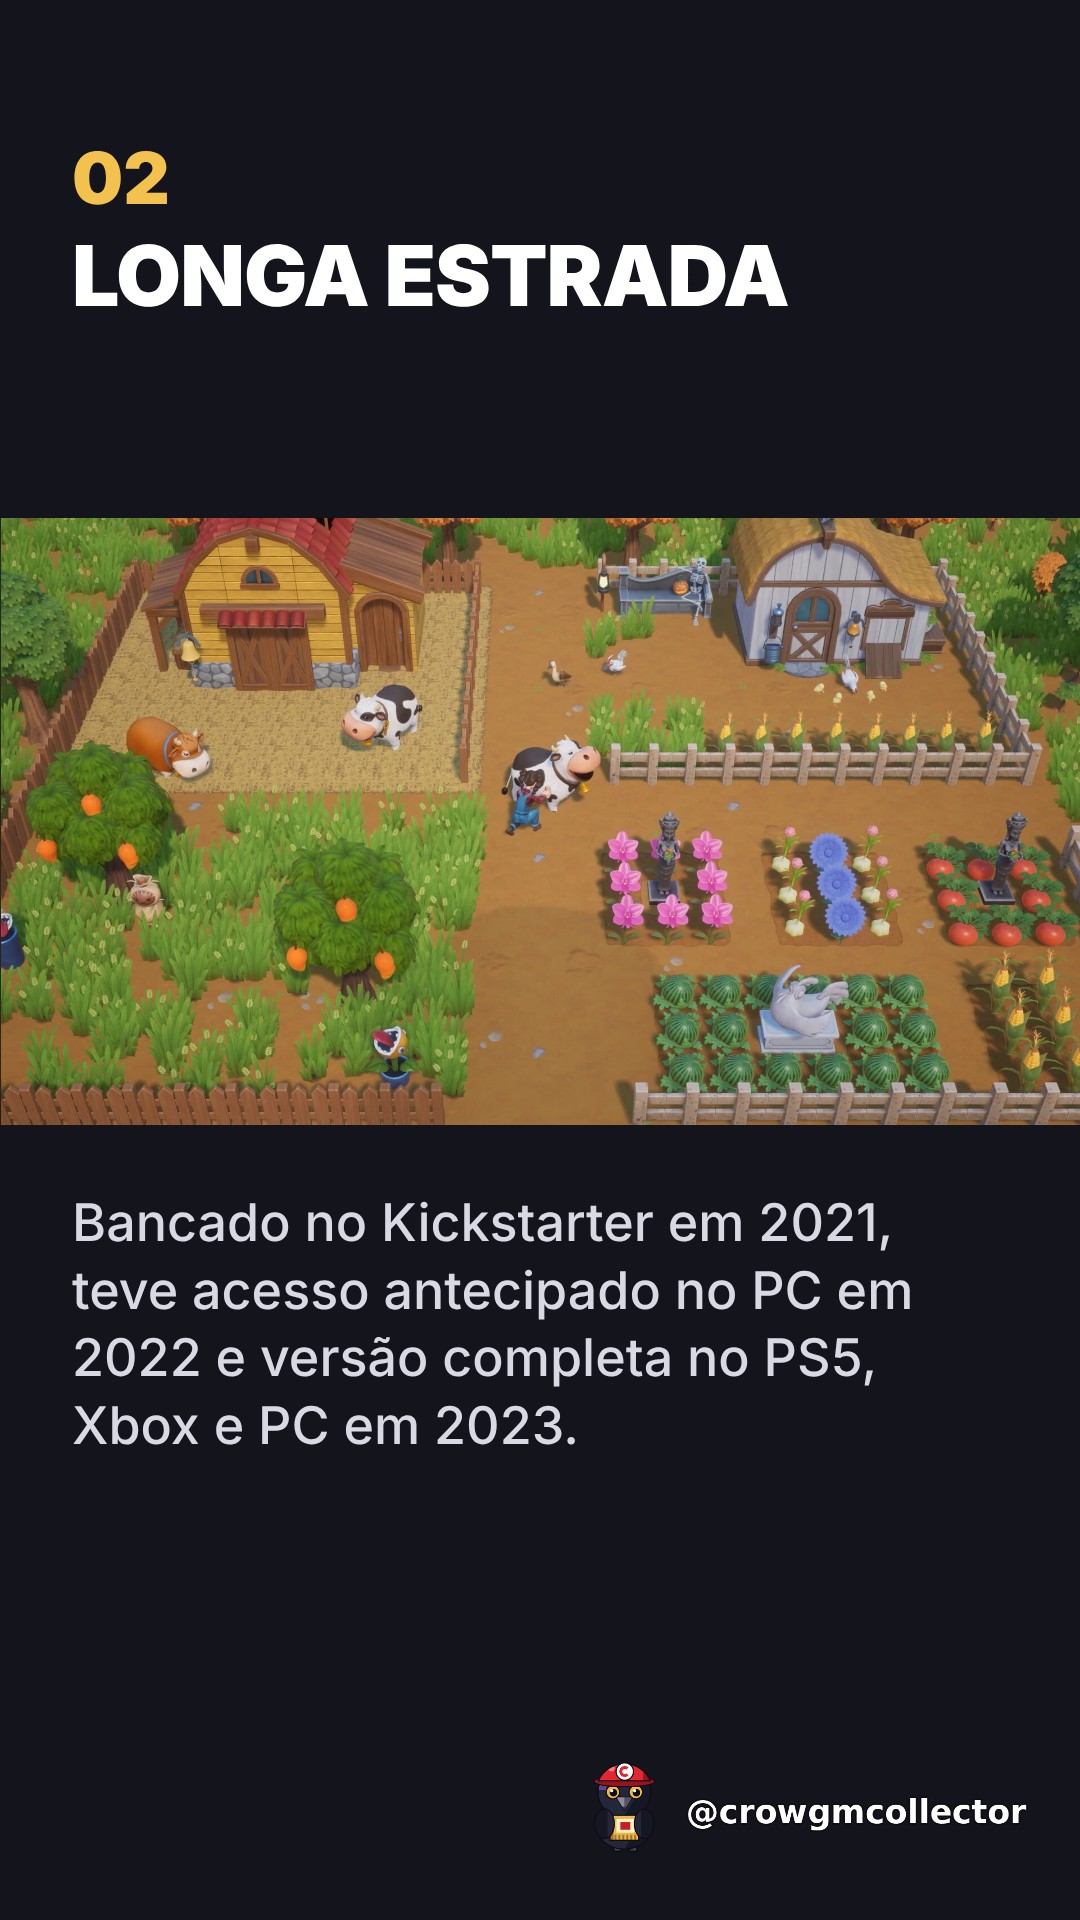 02
LONGA ESTRADA
Bancado no Kickstarter em 2021,
teve acesso antecipado no PC em
2022 e versão completa no PS5,
Xbox e PC em 2023.
C
@crowgmcollector